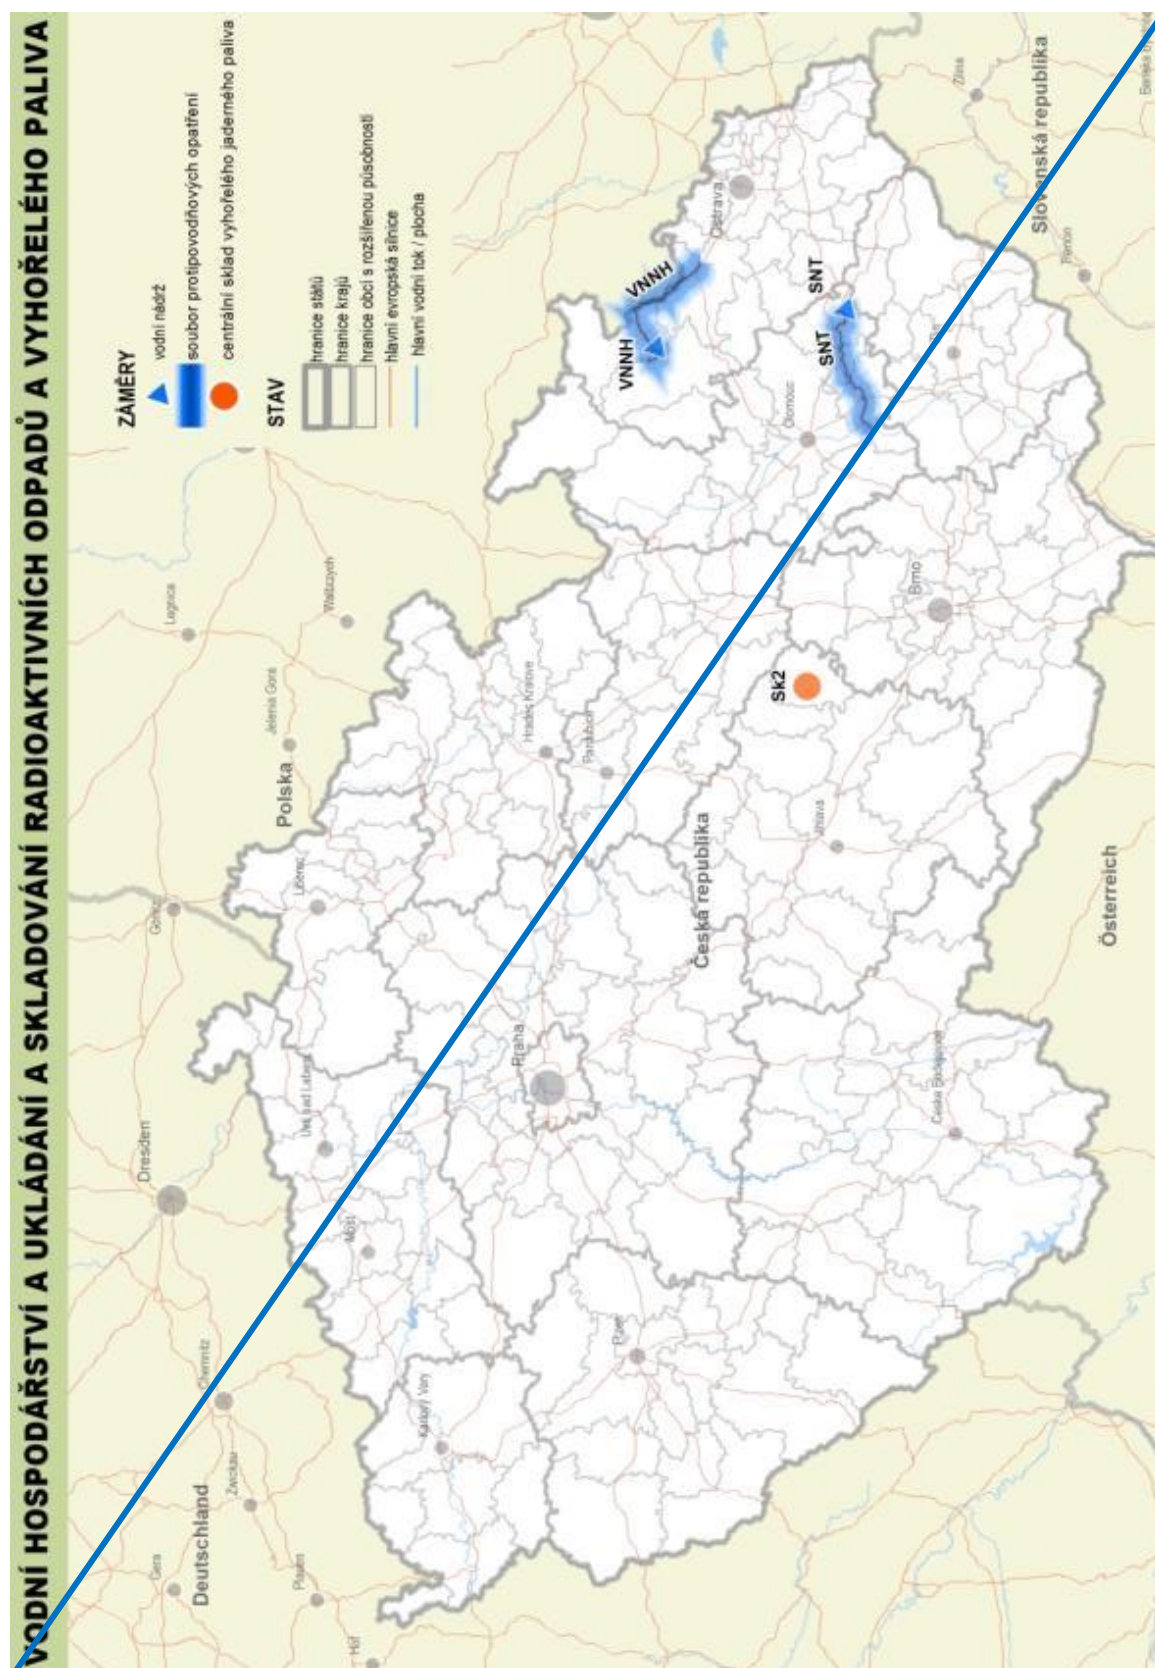 VODNÍ HOSPODÁŘSTVÍ A UKLÁDÁNÍ A SKLADOVÁNÍ RADIOAKTIVNÍCH ODPADŮ A VYHOŘELÉHO PALIVA
ZÁMĚRY
vodní nádrž
soubor protipovodňových opatření
centrální sklad vyhořelého jaderného paliva
STAV
hranice států
hranice krajů
hranice obcí s rozšířenou působností
hlavní evropská silnice
hlavní vodní tok / plocha
Legnica
Wałbrzych
Jelenia Góra
Polska
Görlitz
Dresden
Chemnitz
Zwickau
Gera
Deutschland
Plauen
Hof
Liberec
Ústí nad Labem
Most
Karlovy Vary
Praha
Plzeň
Hradec Králové
Pardubice
Česká republika
Jihlava
České Budějovice
Sk2
Brno
Olomouc
Ostrava
Zlín
VNNH
VNNH
SNT
SNT
Žilina
Slovenská republika
Trenčín
Österreich